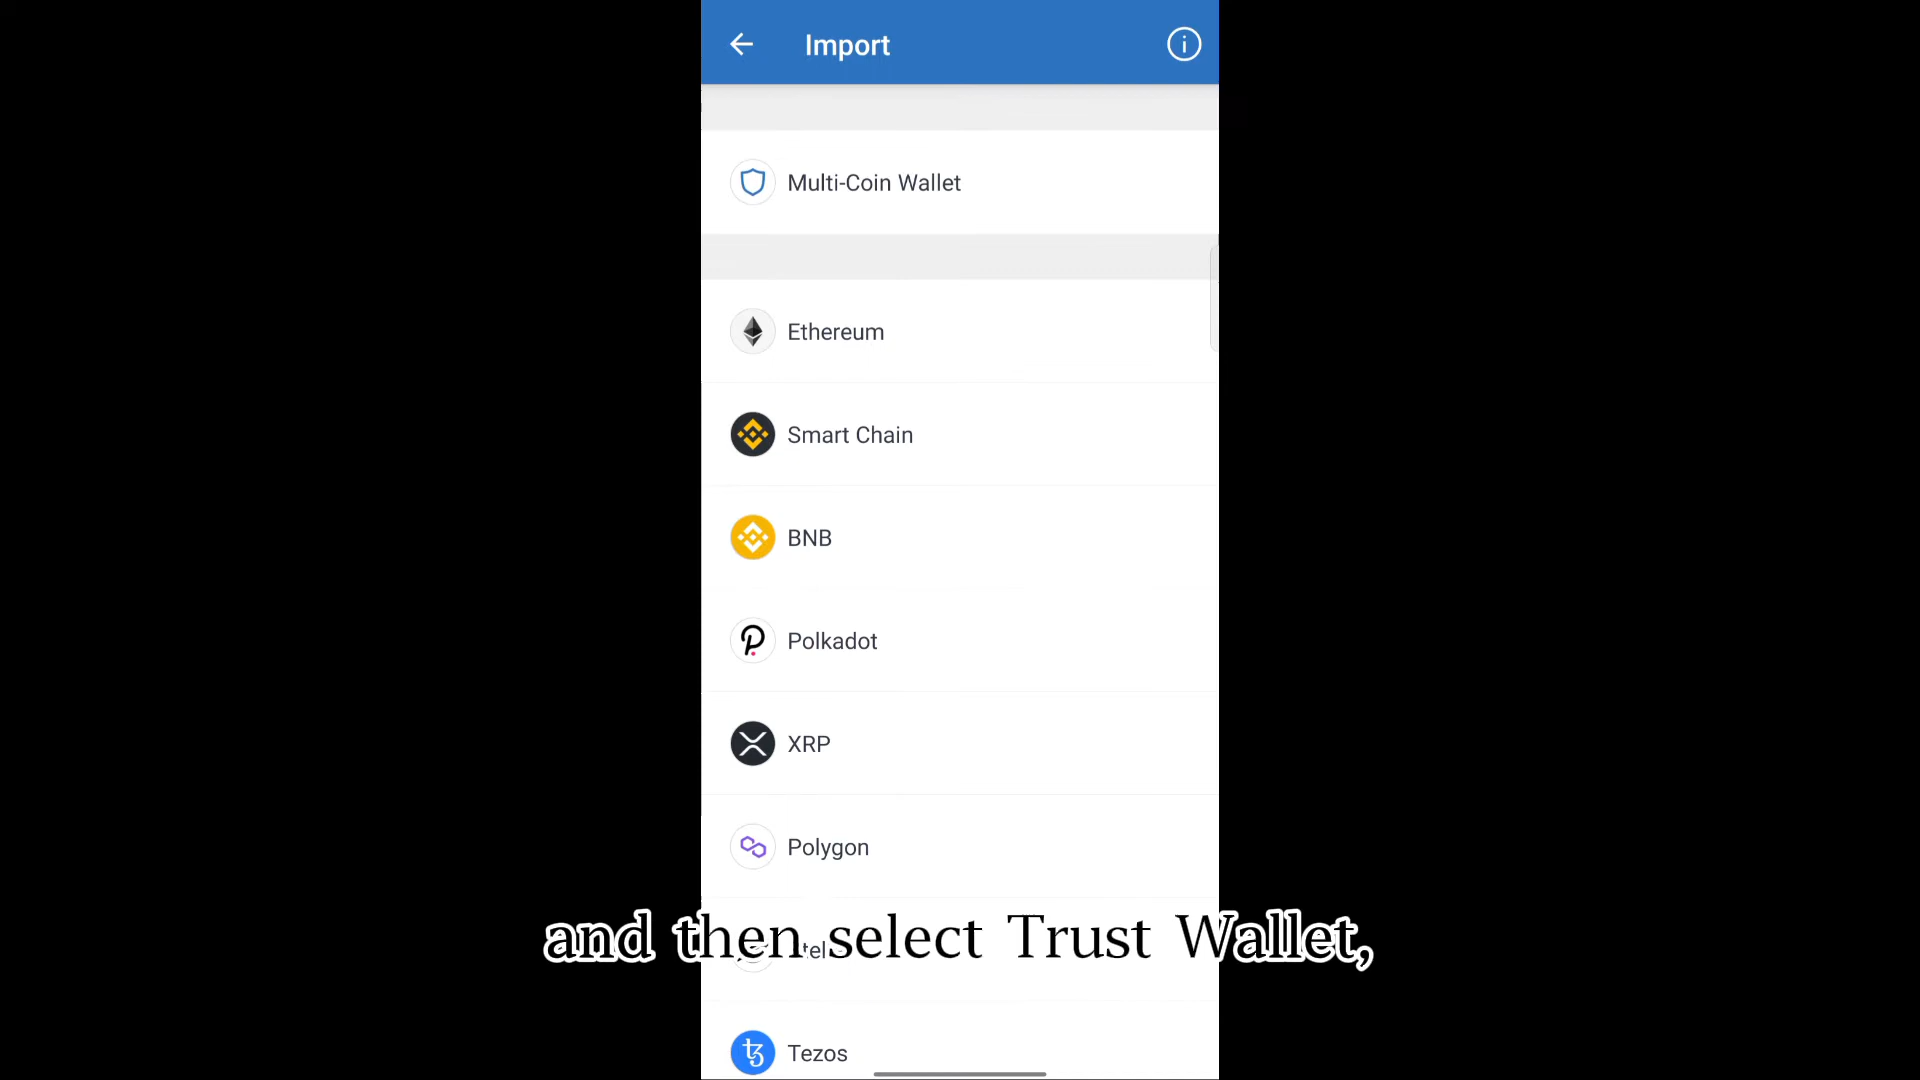 Import
Multi-Coin Wallet
Ethereum
Smart Chain
BNB
Polkadot
XRP
Polygon
and then select Trust Wallet,
Tezos